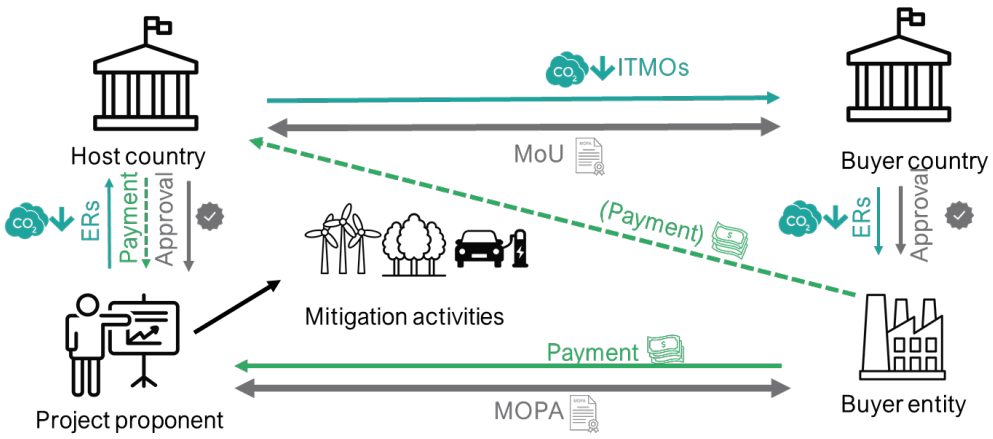 CO₂ ITMOs
MoU
Host country
Buyer country
CO₂ ERs
Payment
Approval
(Payment)
$
CO₂ ERs
Approval
Mitigation activities
Payment $
MOPA
Project proponent
Buyer entity